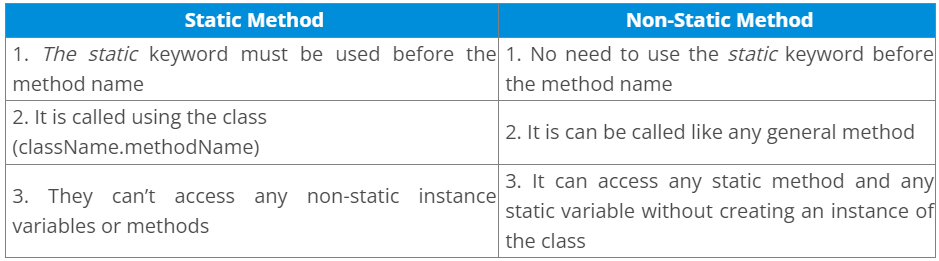 Static Method
Non-Static Method
1. The static keyword must be used before the
method name
1. No need to use the static keyword before
the method name
2. It is called using the class
(className.methodName)
2. It is can be called like any general method
3. They can’t access any non-static instance
variables or methods
3. It can access any static method and any
static variable without creating an instance of
the class